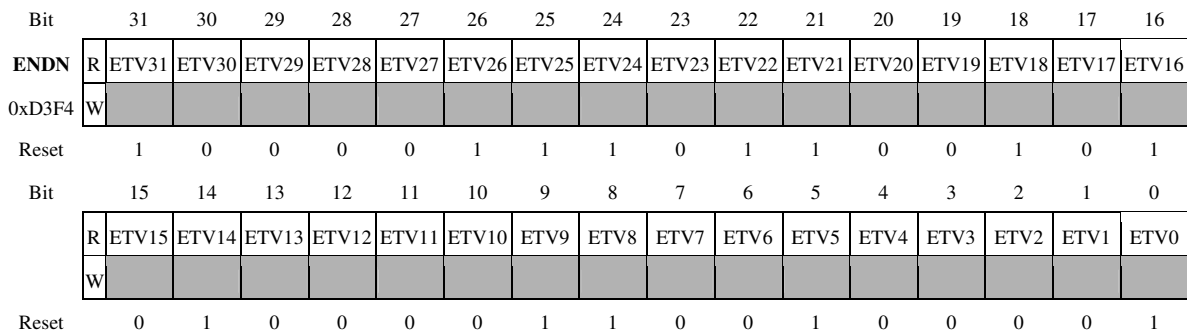 Bit 31 30 29 28 27 26 25 24 23 22 21 20 19 18 17 16
ENDN R ETV31 ETV30 ETV29 ETV28 ETV27 ETV26 ETV25 ETV24 ETV23 ETV22 ETV21 ETV20 ETV19 ETV18 ETV17 ETV16
0xD3F4 W
Reset 1 0 0 0 0 1 1 1 0 1 1 0 0 1 0 1
Bit 15 14 13 12 11 10 9 8 7 6 5 4 3 2 1 0
R ETV15 ETV14 ETV13 ETV12 ETV11 ETV10 ETV9 ETV8 ETV7 ETV6 ETV5 ETV4 ETV3 ETV2 ETV1 ETV0
W
Reset 0 1 0 0 0 0 1 1 0 0 1 0 0 0 0 1